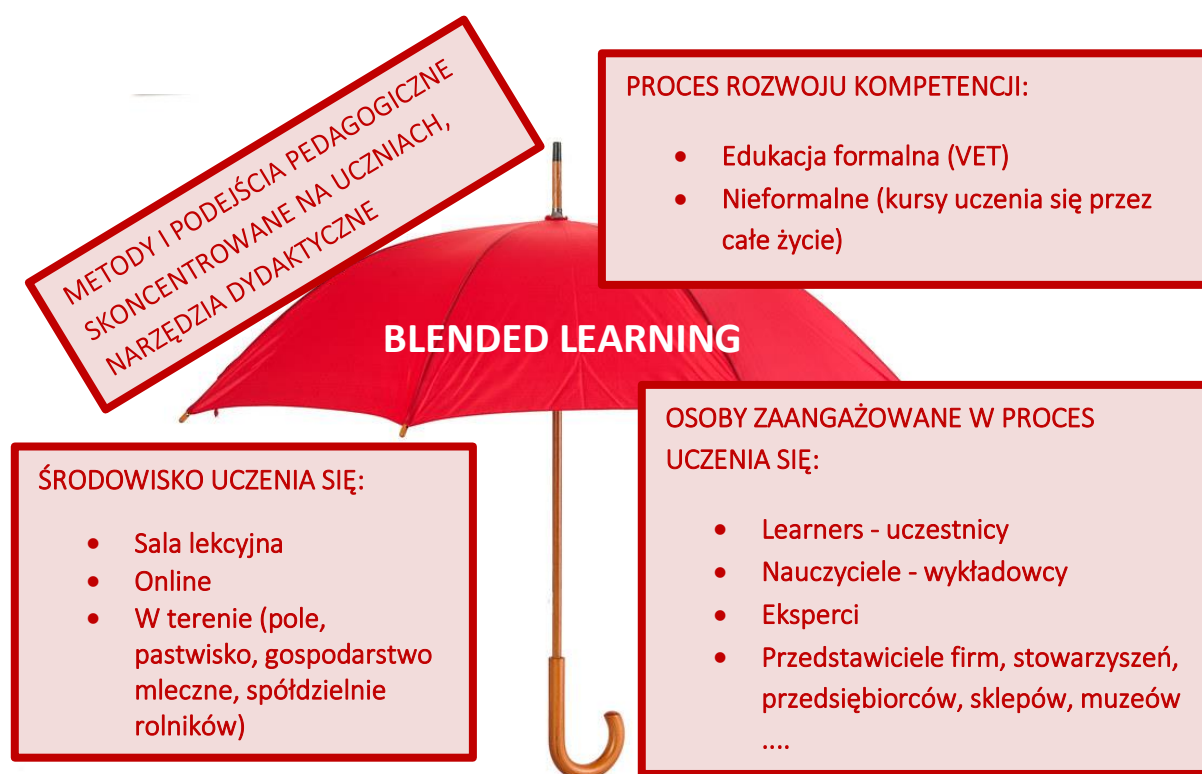 METODY I PODEJŚCIA PEDAGOGICZNE
SKONCENTROWANE NA UCZNIACH,
NARZĘDZIA DYDAKTYCZNE
PROCES ROZWOJU KOMPETENCJI:
• Edukacja formalna (VET)
• Nieformalne (kursy uczenia się przez
całe życie)
BLENDED LEARNING
ŚRODOWISKO UCZENIA SIĘ:
• Sala lekcyjna
• Online
• W terenie (pole,
pastwisko, gospodarstwo
mleczne, spółdzielnie
rolników)
OSOBY ZAANGAŻOWANE W PROCES
UCZENIA SIĘ:
• Learners - uczestnicy
• Nauczyciele - wykładowcy
• Eksperci
• Przedstawiciele firm, stowarzyszeń,
przedsiębiorców, sklepów, muzeów
....